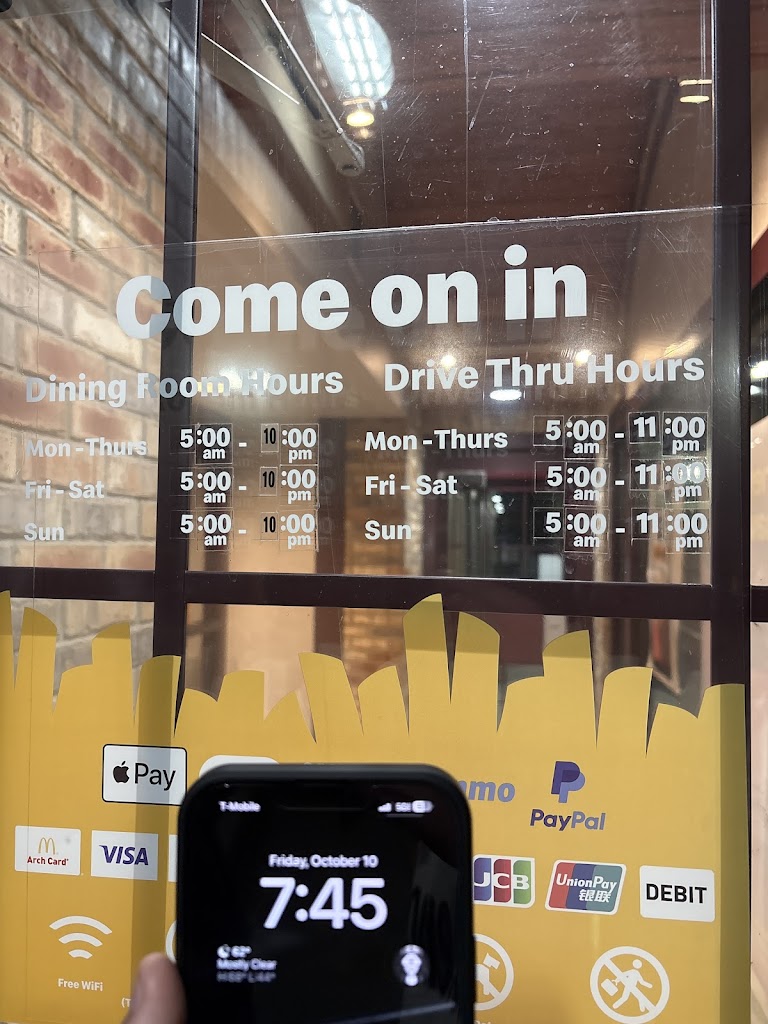 Come on in
Dining Room Hours
Mon - Thurs 5:00 am - 10:00 pm
Fri - Sat 5:00 am - 10:00 pm
Sun 5:00 am - 10:00 pm
Drive Thru Hours
Mon - Thurs 5:00 am - 11:00 pm
Fri - Sat 5:00 am - 11:00 pm
Sun 5:00 am - 11:00 pm
Pay
PayPal
Arch Card
VISA
JCB
UnionPay
银联
DEBIT
Free WiFi
T-Mobile
Friday, October 10
7:45
62°
Mostly Clear